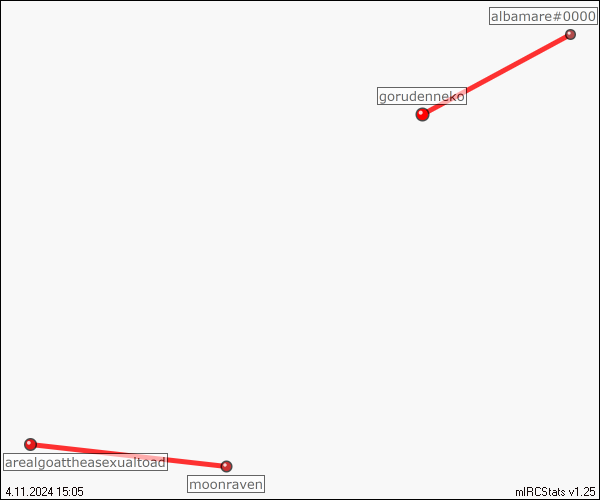 albamare#0000
gorudenneko
arealgoattheasexualtoad
moonraven
4.11.2024 15:05
mIRCStats v1.25